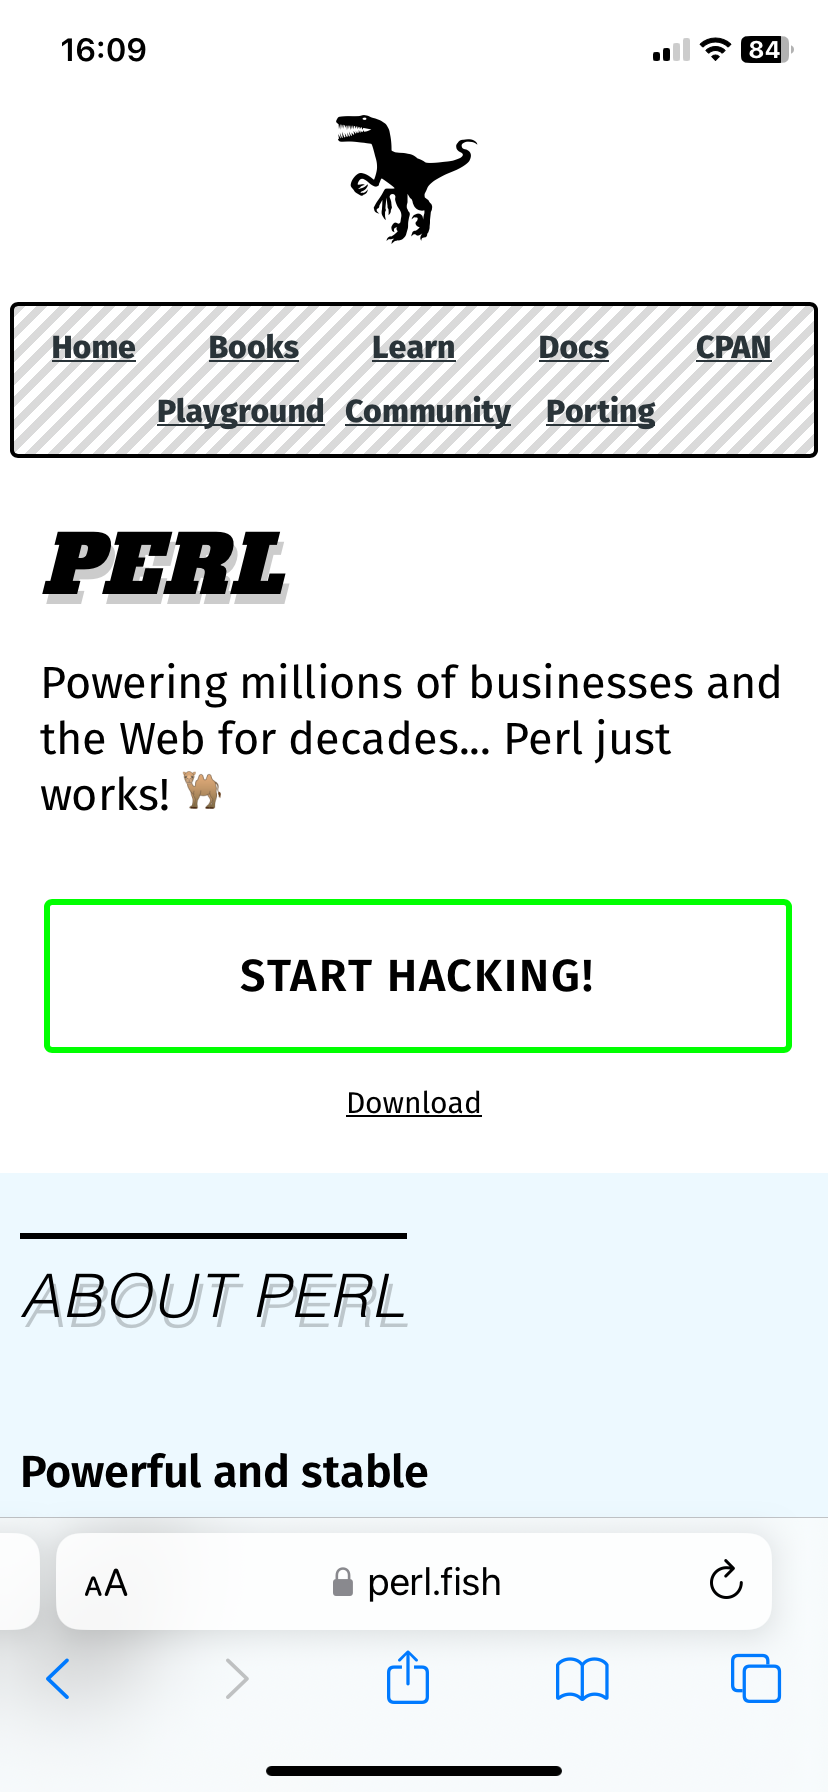 16:09
84
Home Books Learn Docs CPAN
Playground Community Porting
PERL
Powering millions of businesses and
the Web for decades... Perl just
works! 🐫
START HACKING!
Download
ABOUT PERL
Powerful and stable
AA perl.fish